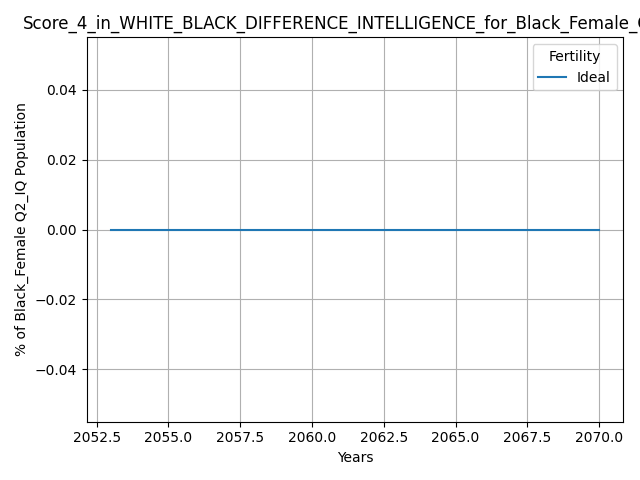 Score_4_in_WHITE_BLACK_DIFFERENCE_INTELLIGENCE_for_Black_Female_
Fertility
Ideal
% of Black_Female Q2_IQ Population
0.04
0.02
0.00
−0.02
−0.04
2052.5 2055.0 2057.5 2060.0 2062.5 2065.0 2067.5 2070.0
Years